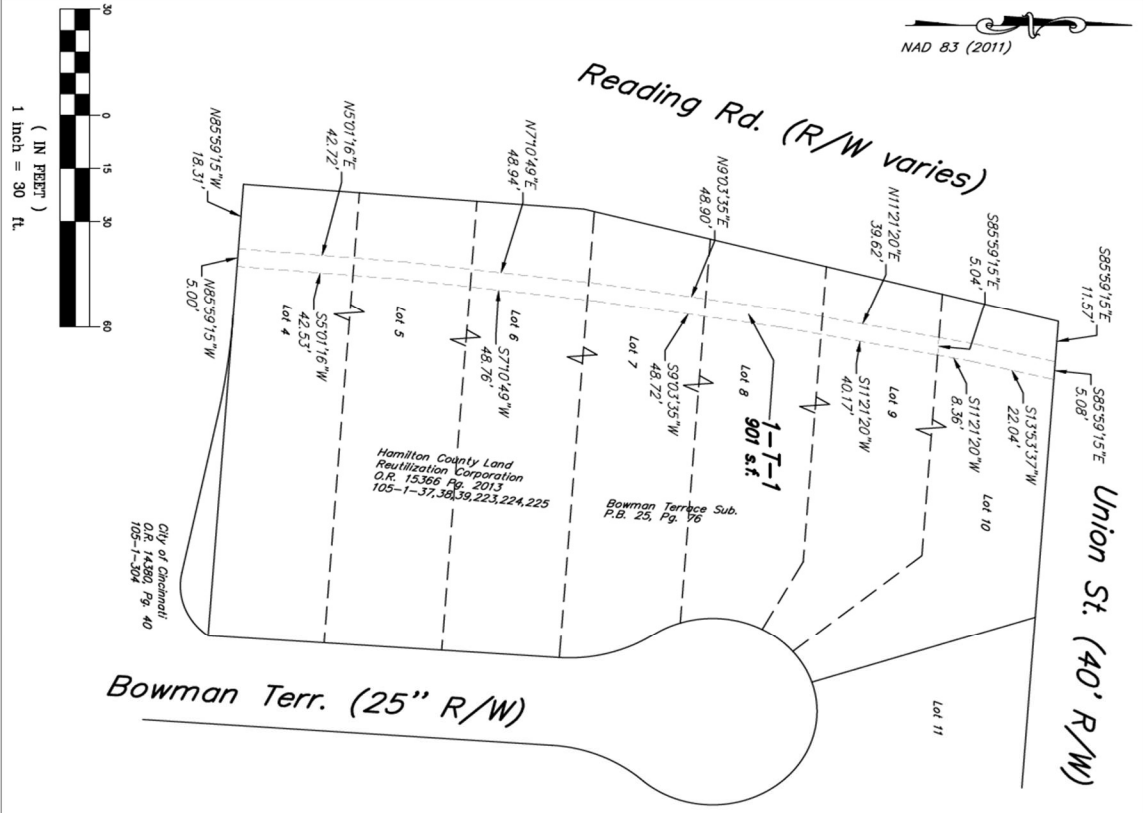 30
0
15
30
60
( IN FEET )
1 inch = 30 ft.
NAD 83 (2011)
Reading Rd. (R/W varies)
N85°59'15"W
18.31'
N5°01'16"E
42.72'
N7°10'49"E
48.94'
N9°03'35"E
48.90'
N11°21'20"E
39.62'
S85°59'15"E
5.04'
S85°59'15"E
11.57'
S85°59'15"E
5.08'
N85°59'15"W
5.00'
S5°01'16"W
42.53'
S7°10'49"W
48.76'
S9°03'35"W
48.72'
S11°21'20"W
40.17'
S11°21'20"W
8.36'
S13°53'37"W
22.04'
Lot 4
Lot 5
Lot 6
Lot 7
Lot 8
Lot 9
Lot 10
Lot 11
1-T-1
901 s.f.
Hamilton County Land
Reutilization Corporation
O.R. 15366 Pg. 2013
105-1-37,38,39,223,224,225
Bowman Terrace Sub.
P.B. 25, Pg. 76
City of Cincinnati
O.R. 14380, Pg. 40
105-1-304
Union St. (40' R/W)
Bowman Terr. (25" R/W)